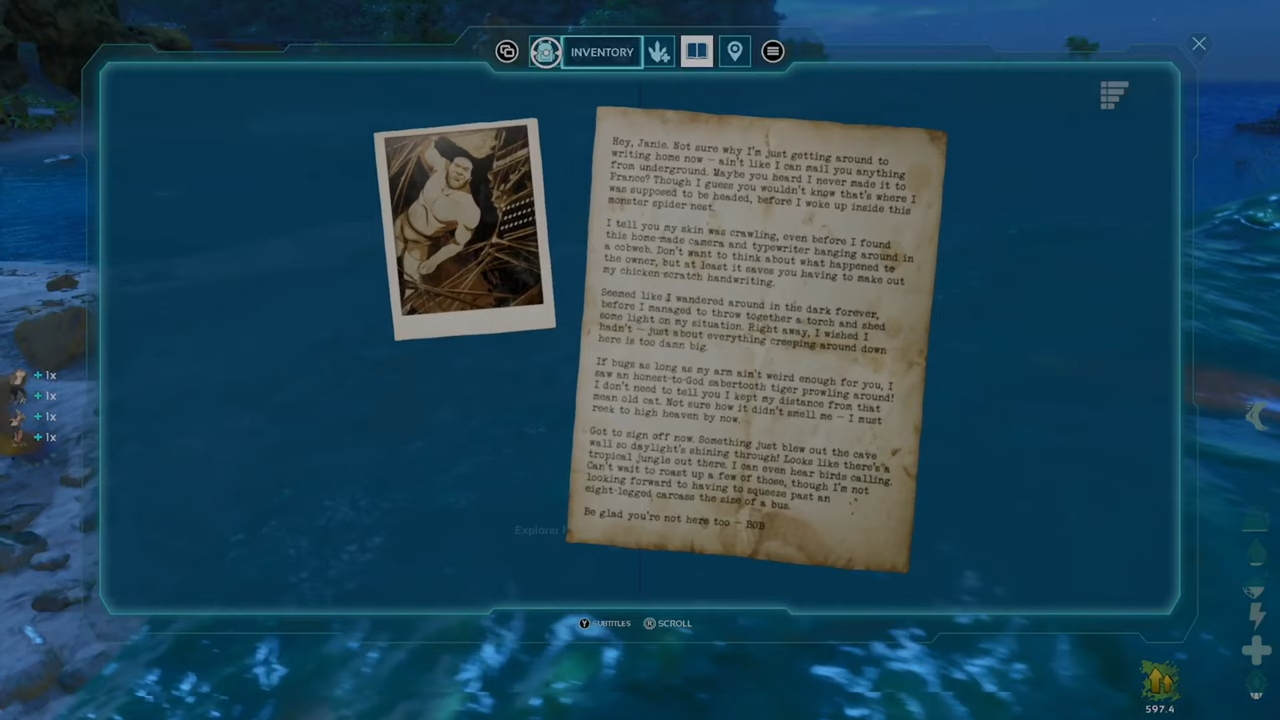 INVENTORY
Hey, Janie. Not sure why I'm just getting around to
writing home now — ain't like I can mail you anything
from underground. Maybe you heard I never made it to
France? Though I guess you wouldn't know that's where I
was supposed to be headed, before I woke up inside this
monster spider nest.
I tell you my skin was crawling, even before I found
this home-made camera and typewriter hanging around in
a cobweb. Don't want to think about what happened to
the owner, but at least it saves you having to make out
my chicken-scratch handwriting.
Seemed like I wandered around in the dark forever,
before I managed to throw together a torch and shed
some light on my situation. Right away, I wished I
hadn't — just about everything creeping around down
here is too damn big.
If bugs as long as my arm ain't weird enough for you, I
saw an honest-to-God sabertooth tiger prowling around!
I don't need to tell you I kept my distance from that
mean old cat. Not sure how it didn't smell me — I must
reek to high heaven by now.
Got to sign off now. Something just blew out the cave
wall so daylight's shining through! Looks like there's a
tropical jungle out there. I can even hear birds calling.
Can't wait to roast up a few of those, though I'm not
looking forward to having to squeeze past an
eight-legged carcass the size of a bus.
Be glad you're not here too — BGB
+ 1x
+ 1x
+ 1x
+ 1x
Explorer
Y SUBTITLES R SCROLL
597.4